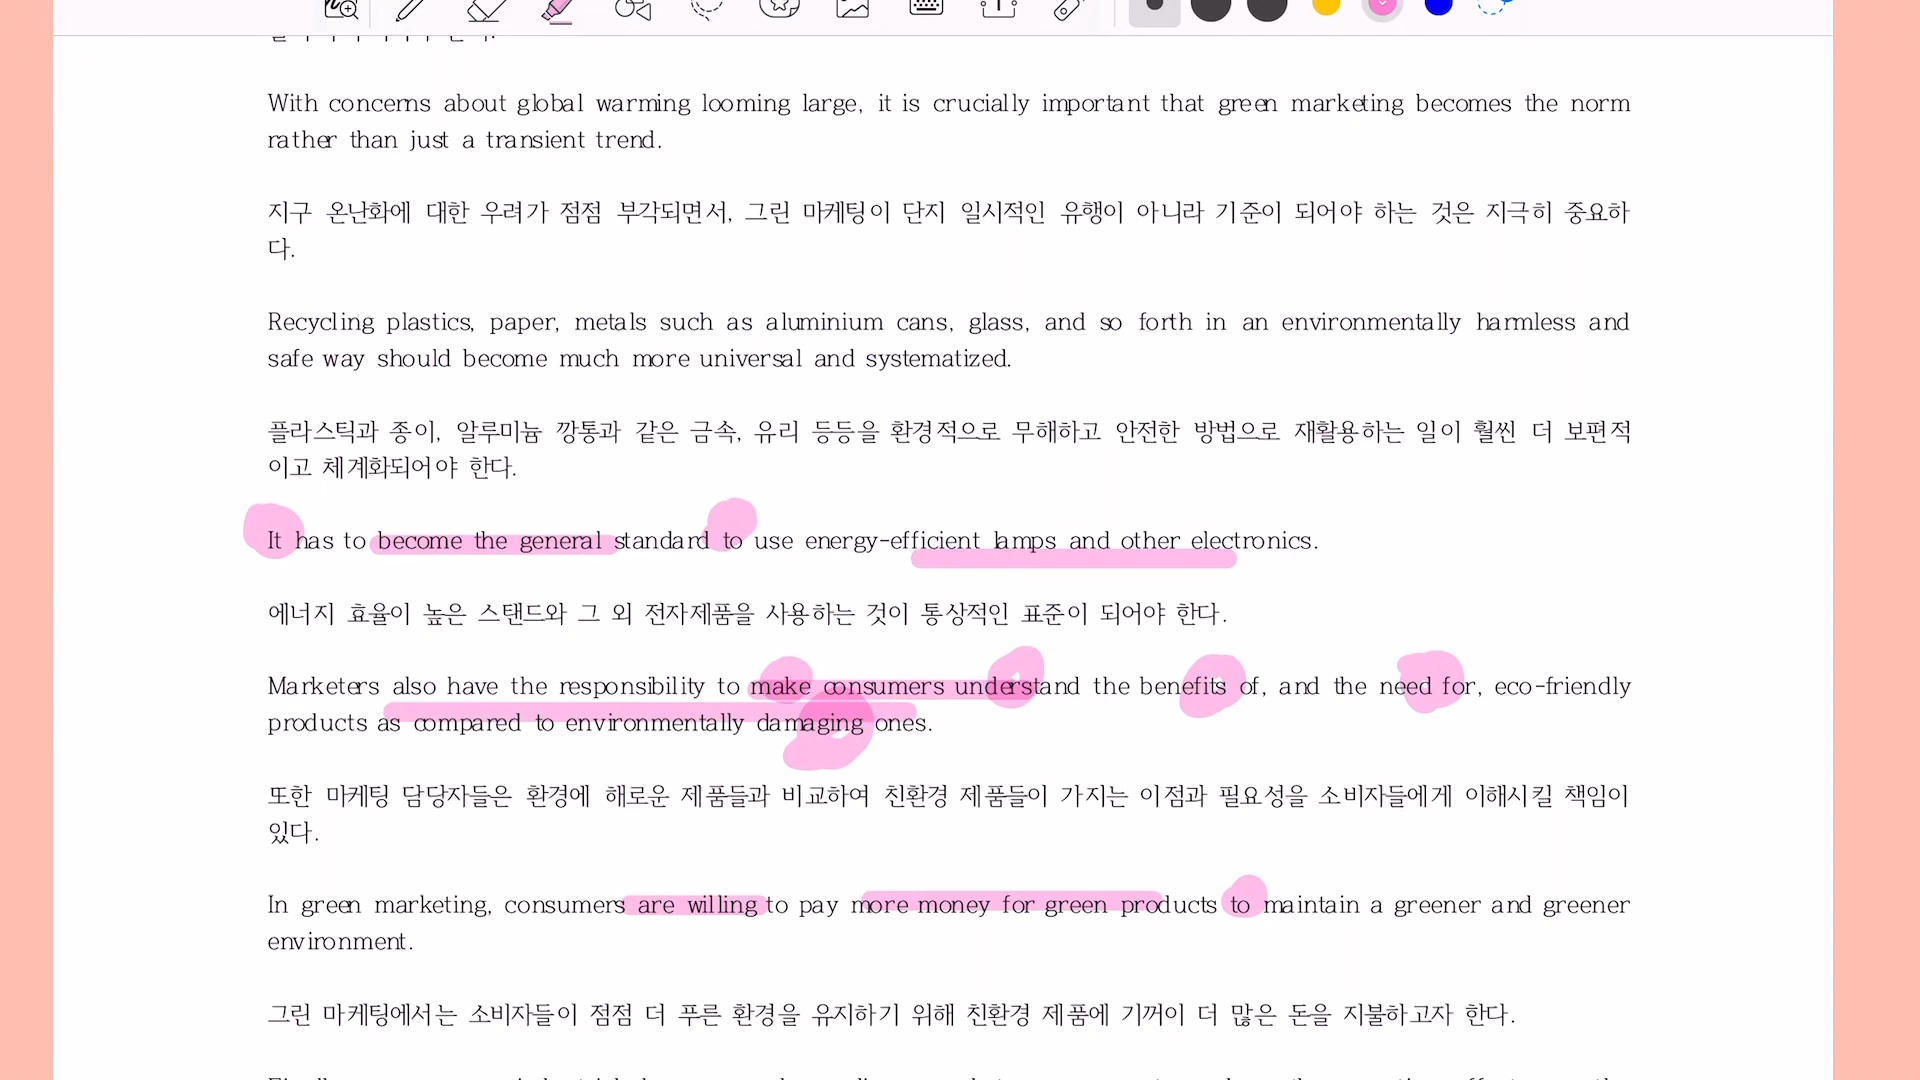 With concerns about global warming looming large, it is crucially important that green marketing becomes the norm
rather than just a transient trend.
지구 온난화에 대한 우려가 점점 부각되면서, 그린 마케팅이 단지 일시적인 유행이 아니라 기준이 되어야 하는 것은 지극히 중요하
다.
Recycling plastics, paper, metals such as aluminium cans, glass, and so forth in an environmentally harmless and
safe way should become much more universal and systematized.
플라스틱과 종이, 알루미늄 깡통과 같은 금속, 유리 등등을 환경적으로 무해하고 안전한 방법으로 재활용하는 일이 훨씬 더 보편적
이고 체계화되어야 한다.
It has to become the general standard to use energy-efficient lamps and other electronics.
에너지 효율이 높은 스탠드와 그 외 전자제품을 사용하는 것이 통상적인 표준이 되어야 한다.
Marketers also have the responsibility to make consumers understand the benefits of, and the need for, eco-friendly
products as compared to environmentally damaging ones.
또한 마케팅 담당자들은 환경에 해로운 제품들과 비교하여 친환경 제품들이 가지는 이점과 필요성을 소비자들에게 이해시킬 책임이
있다.
In green marketing, consumers are willing to pay more money for green products to maintain a greener and greener
environment.
그린 마케팅에서는 소비자들이 점점 더 푸른 환경을 유지하기 위해 친환경 제품에 기꺼이 더 많은 돈을 지불하고자 한다.